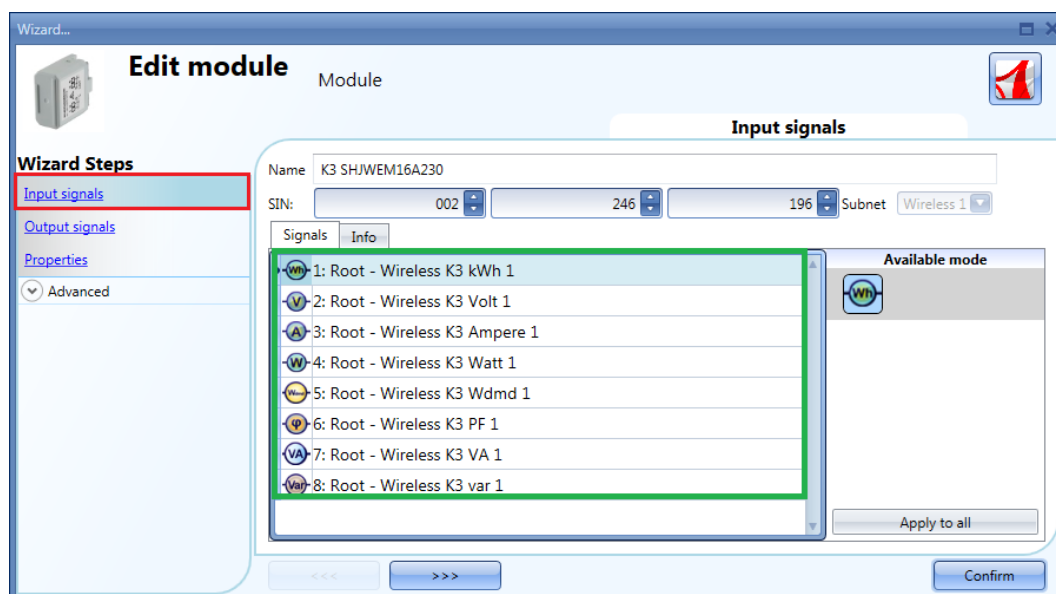 Wizard...
Edit module
Module
Input signals
Wizard Steps
Input signals
Output signals
Properties
Advanced
Name K3 SHJWEM16A230
SIN: 002 246 196 Subnet Wireless 1
Signals Info
Wh 1: Root - Wireless K3 kWh 1
V 2: Root - Wireless K3 Volt 1
A 3: Root - Wireless K3 Ampere 1
W 4: Root - Wireless K3 Watt 1
5: Root - Wireless K3 Wdmd 1
φ 6: Root - Wireless K3 PF 1
VA 7: Root - Wireless K3 VA 1
Var 8: Root - Wireless K3 var 1
Available mode
Wh
Apply to all
<<< >>> Confirm